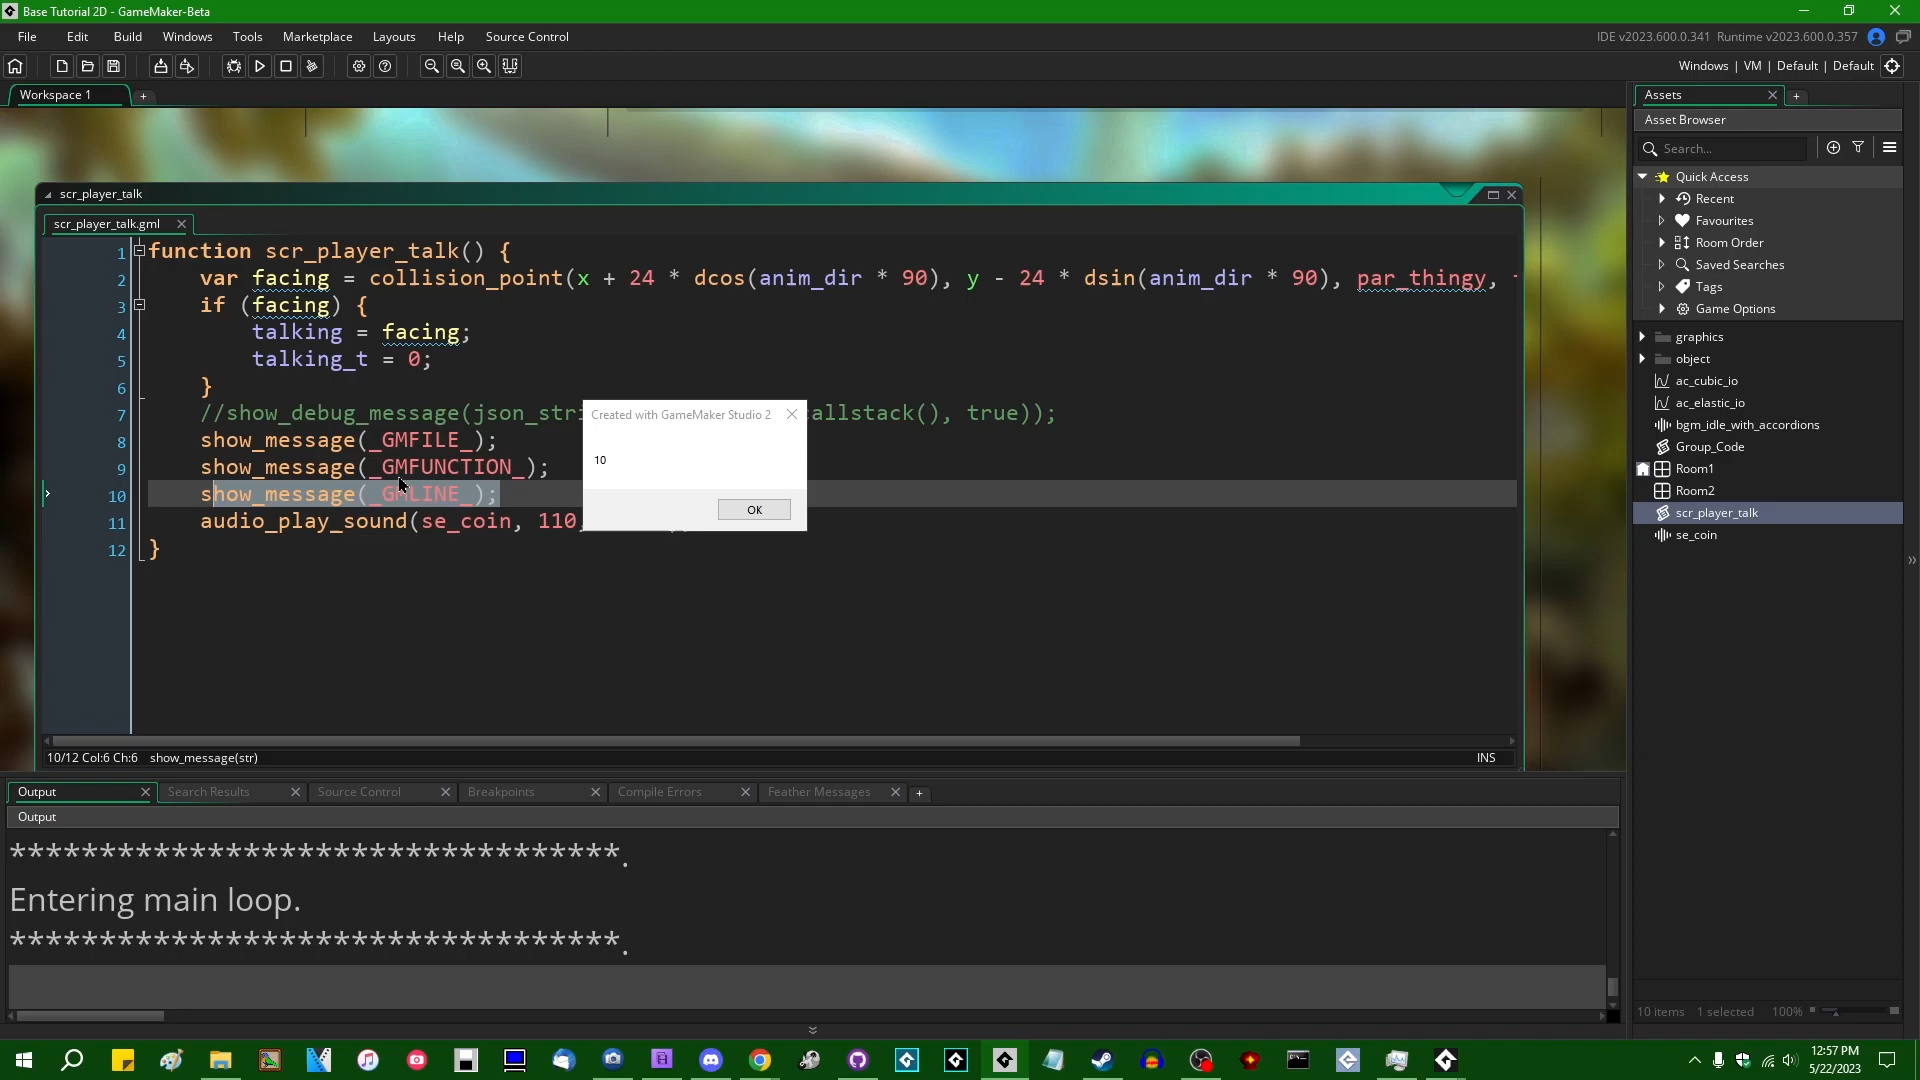 Base Tutorial 2D - GameMaker-Beta
File Edit Build Windows Tools Marketplace Layouts Help Source Control
IDE v2023.600.0.341 Runtime v2023.600.0.357
Windows | VM | Default | Default
Workspace 1 +
Assets
Asset Browser
Search...
Quick Access
Recent
Favourites
Room Order
Saved Searches
Tags
Game Options
graphics
object
ac_cubic_io
ac_elastic_io
bgm_idle_with_accordions
Group_Code
Room1
Room2
scr_player_talk
se_coin
10 items 1 selected 100%
scr_player_talk
scr_player_talk.gml
1 function scr_player_talk() {
2 var facing = collision_point(x + 24 * dcos(anim_dir * 90), y - 24 * dsin(anim_dir * 90), par_thingy,
3 if (facing) {
4 talking = facing;
5 talking_t = 0;
6 }
7 //show_debug_message(json_stri allstack(), true));
8 show_message(_GMFILE_);
9 show_message(_GMFUNCTION_);
10 show_message(_GMLINE_);
11 audio_play_sound(se_coin, 110,
12 }
Created with GameMaker Studio 2
10
OK
10/12 Col:6 Ch:6 show_message(str)
INS
Output Search Results Source Control Breakpoints Compile Errors Feather Messages +
Output
**********************************.
Entering main loop.
**********************************.
12:57 PM
5/22/2023